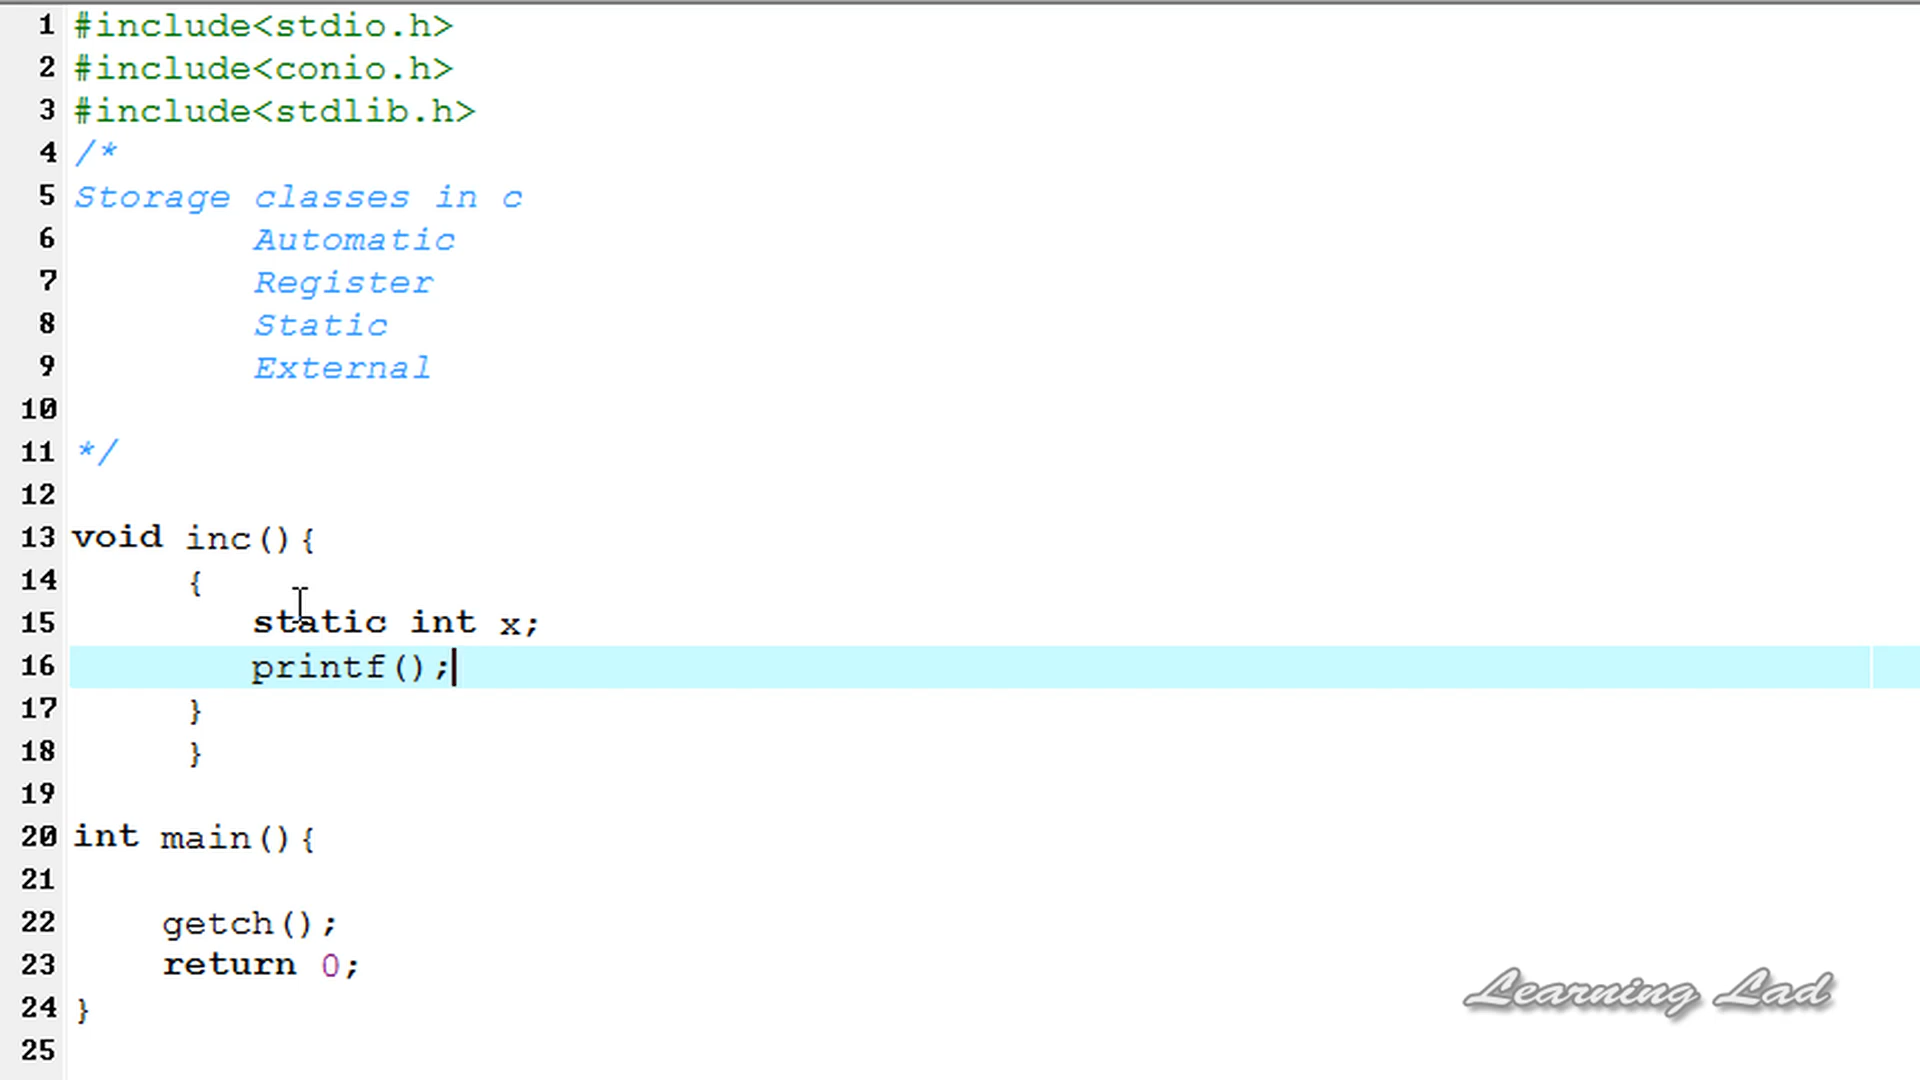 1 #include<stdio.h>
2 #include<conio.h>
3 #include<stdlib.h>
4 /*
5 Storage classes in c
6         Automatic
7         Register
8         Static
9         External
10
11 */
12
13 void inc(){
14      {
15         static int x;
16         printf();
17      }
18      }
19
20 int main(){
21
22     getch();
23     return 0;
24 }
25
Learning Lad